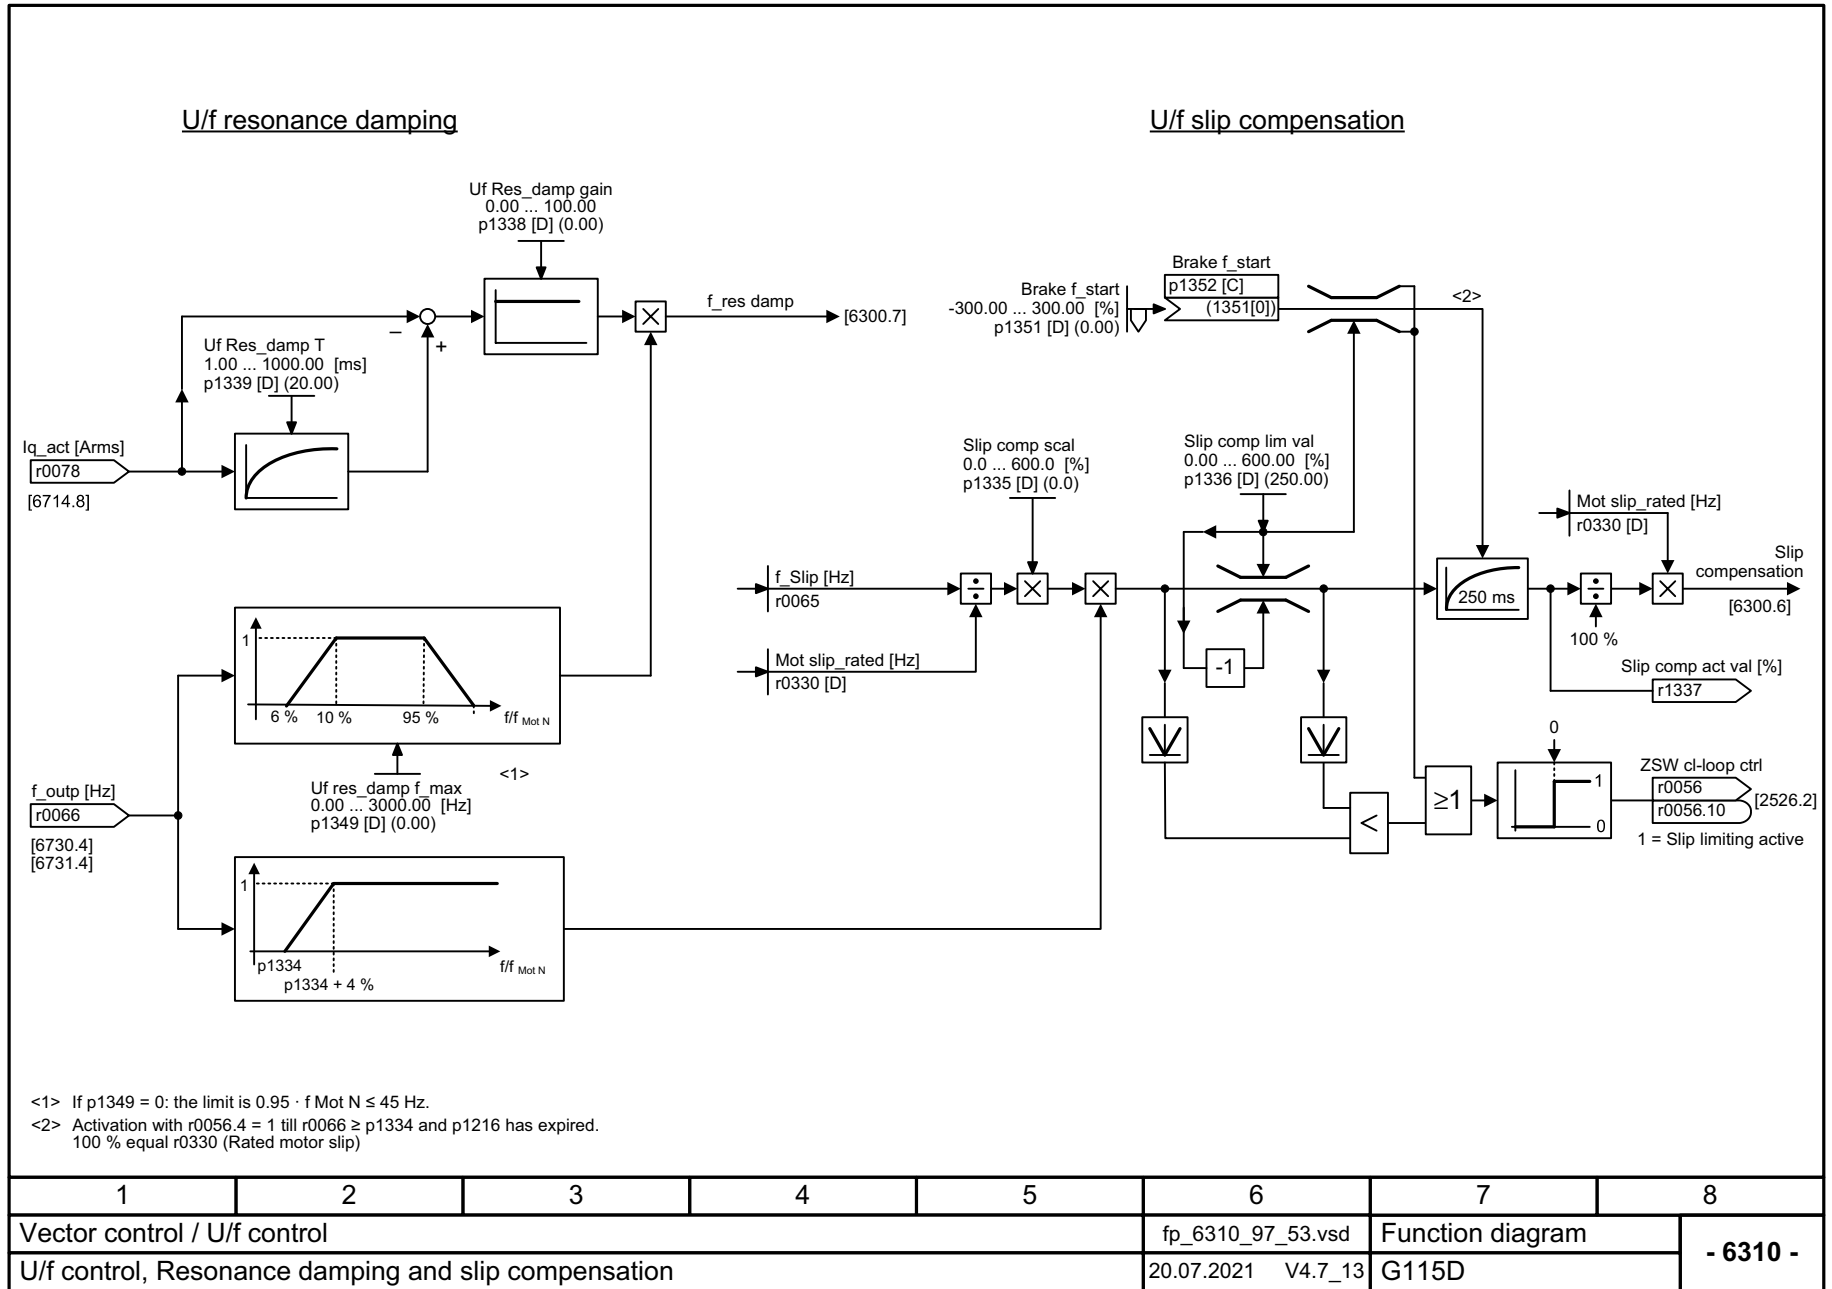 U/f resonance damping
U/f slip compensation
Uf Res_damp gain
0.00 ... 100.00
p1338 [D] (0.00)
f_res damp
[6300.7]
–
+
Uf Res_damp T
1.00 ... 1000.00 [ms]
p1339 [D] (20.00)
Iq_act [Arms]
r0078
[6714.8]
1
6 %
10 %
95 %
f/f Mot N
<1>
Uf res_damp f_max
0.00 ... 3000.00 [Hz]
p1349 [D] (0.00)
f_outp [Hz]
r0066
[6730.4]
[6731.4]
1
p1334
p1334 + 4 %
f/f Mot N
Brake f_start
-300.00 ... 300.00 [%]
p1351 [D] (0.00)
Brake f_start
p1352 [C]
(1351[0])
<2>
Slip comp scal
0.0 ... 600.0 [%]
p1335 [D] (0.0)
Slip comp lim val
0.00 ... 600.00 [%]
p1336 [D] (250.00)
f_Slip [Hz]
r0065
÷
×
×
Mot slip_rated [Hz]
r0330 [D]
-1
250 ms
÷
×
100 %
Mot slip_rated [Hz]
r0330 [D]
Slip
compensation
[6300.6]
Slip comp act val [%]
r1337
<
≥1
0
1
0
ZSW cl-loop ctrl
r0056
r0056.10
[2526.2]
1 = Slip limiting active
<1> If p1349 = 0: the limit is 0.95 · f Mot N ≤ 45 Hz.
<2> Activation with r0056.4 = 1 till r0066 ≥ p1334 and p1216 has expired.
100 % equal r0330 (Rated motor slip)
1 2 3 4 5 6 7 8
Vector control / U/f control
fp_6310_97_53.vsd
Function diagram
- 6310 -
U/f control, Resonance damping and slip compensation
20.07.2021 V4.7_13
G115D